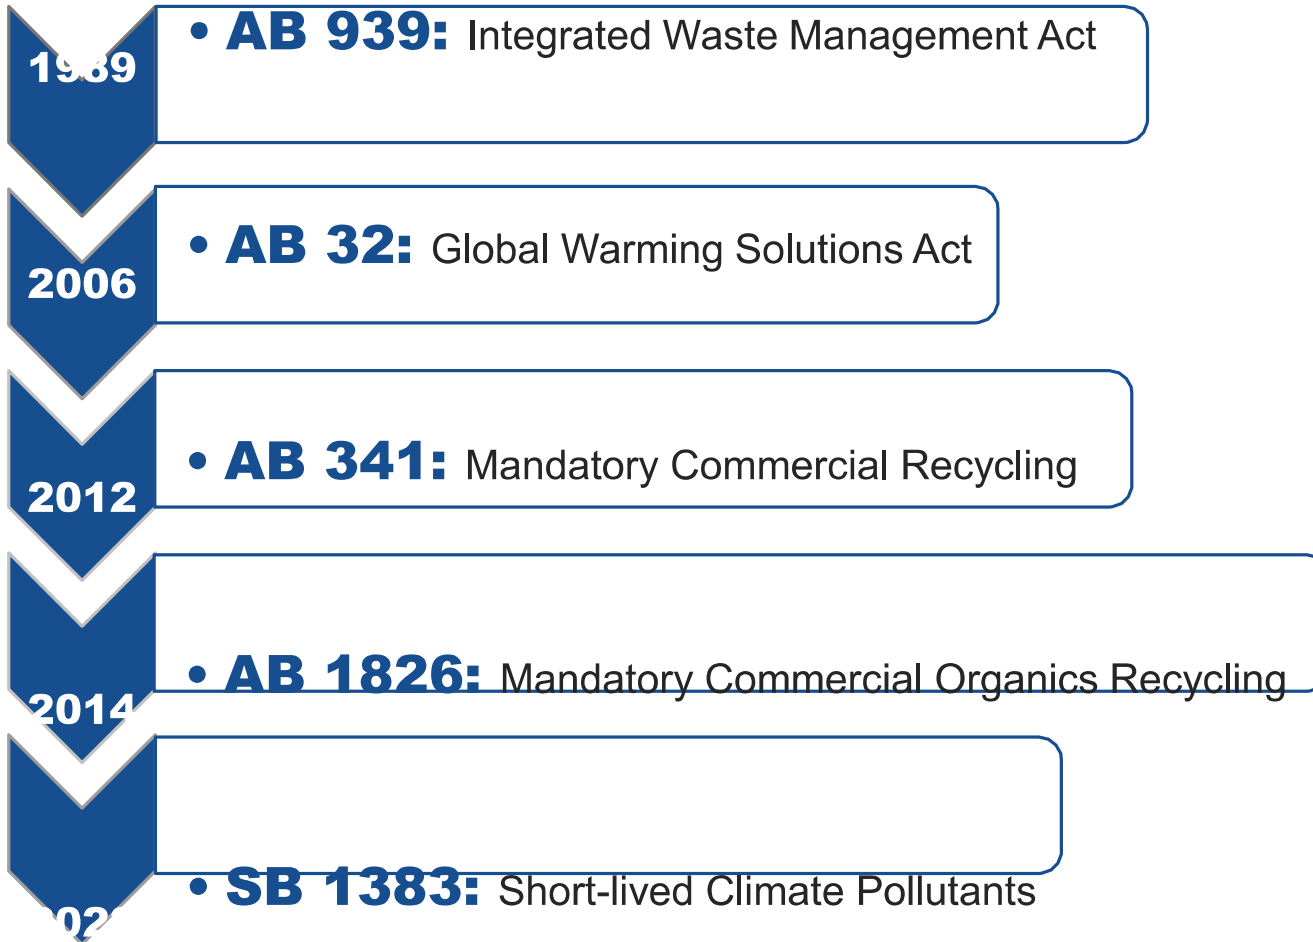 1989
• AB 939: Integrated Waste Management Act
2006
• AB 32: Global Warming Solutions Act
2012
• AB 341: Mandatory Commercial Recycling
2014
• AB 1826: Mandatory Commercial Organics Recycling
• SB 1383: Short-lived Climate Pollutants